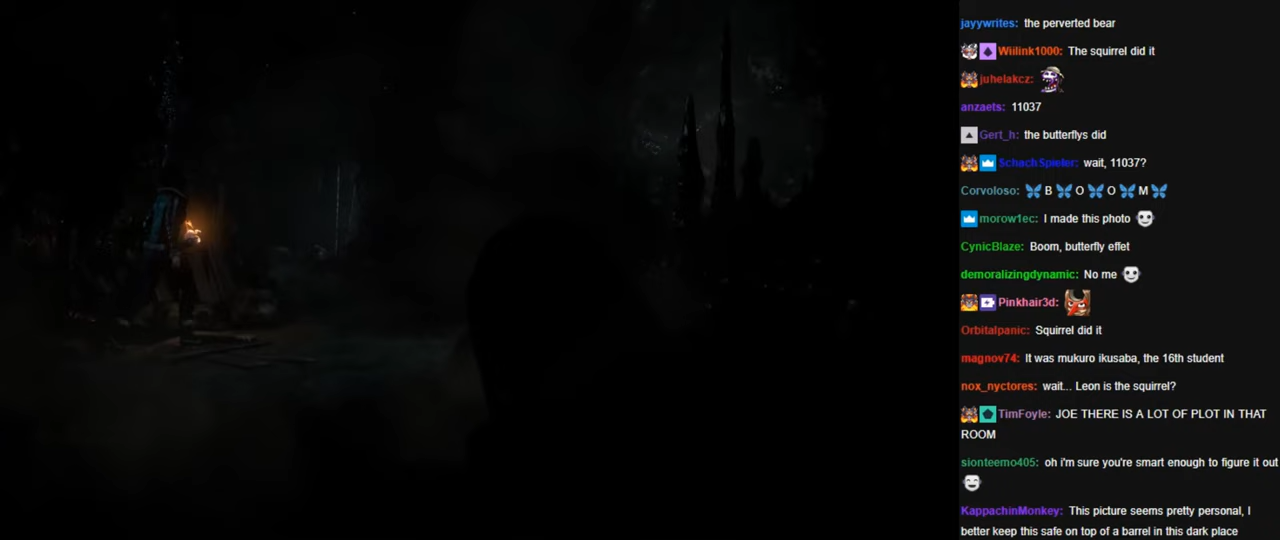 jayywrites: the perverted bear
Wiilink1000: The squirrel did it
juhelakcz:
anzaets: 11037
Gert_h: the butterflys did
SchachSpieler: wait, 11037?
Corvoloso: B O O M
morow1ec: I made this photo
CynicBlaze: Boom, butterfly effet
demoralizingdynamic: No me
Pinkhair3d:
Orbitalpanic: Squirrel did it
magnov74: It was mukuro ikusaba, the 16th student
nox_nyctores: wait... Leon is the squirrel?
TimFoyle: JOE THERE IS A LOT OF PLOT IN THAT
ROOM
sionteemo405: oh i'm sure you're smart enough to figure it out
KappachinMonkey: This picture seems pretty personal, I
better keep this safe on top of a barrel in this dark place